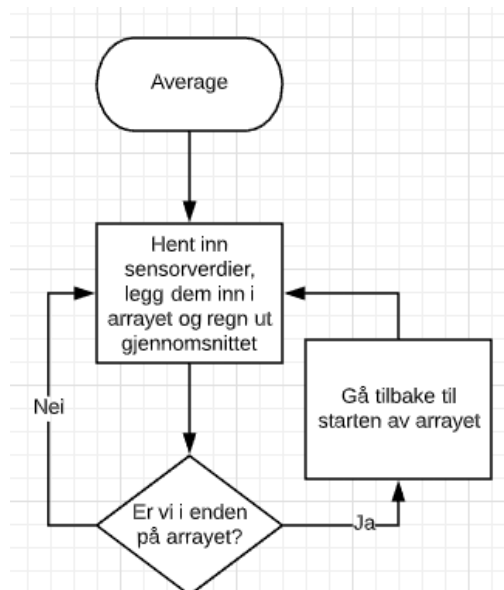 Average
Hent inn
sensorverdier,
legg dem inn i
arrayet og regn ut
gjennomsnittet
Gå tilbake til
starten av arrayet
Nei
Er vi i enden
på arrayet?
Ja